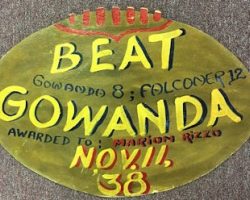 BEAT
GOWANDA 8; FALCONER, 12
GOWANDA
AWARDED TO: MARION RIZZO
NOV. 11,
'38.